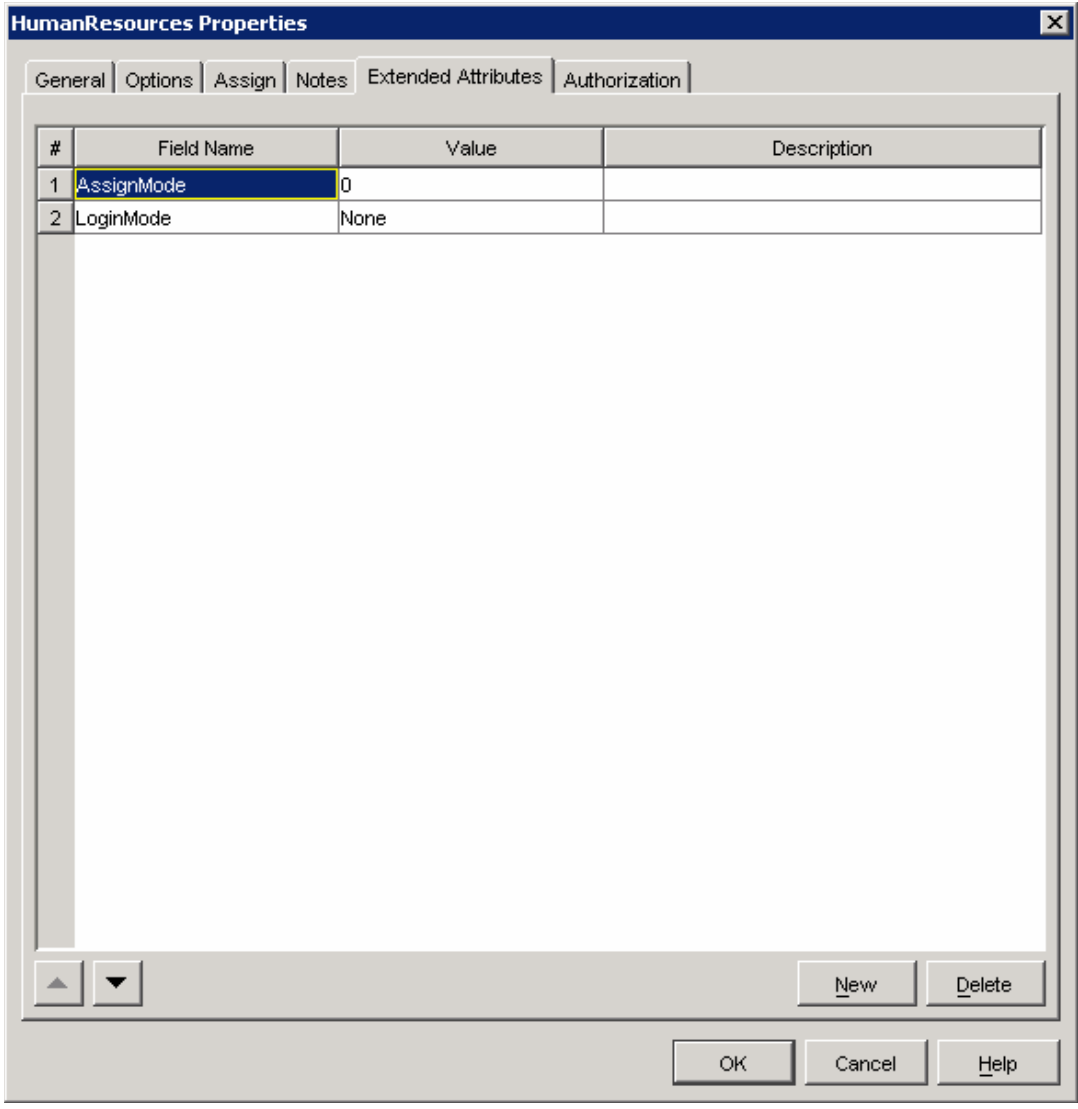 HumanResources Properties
General Options Assign Notes Extended Attributes Authorization
# Field Name Value Description
1 AssignMode 0
2 LoginMode None
New Delete
OK Cancel Help